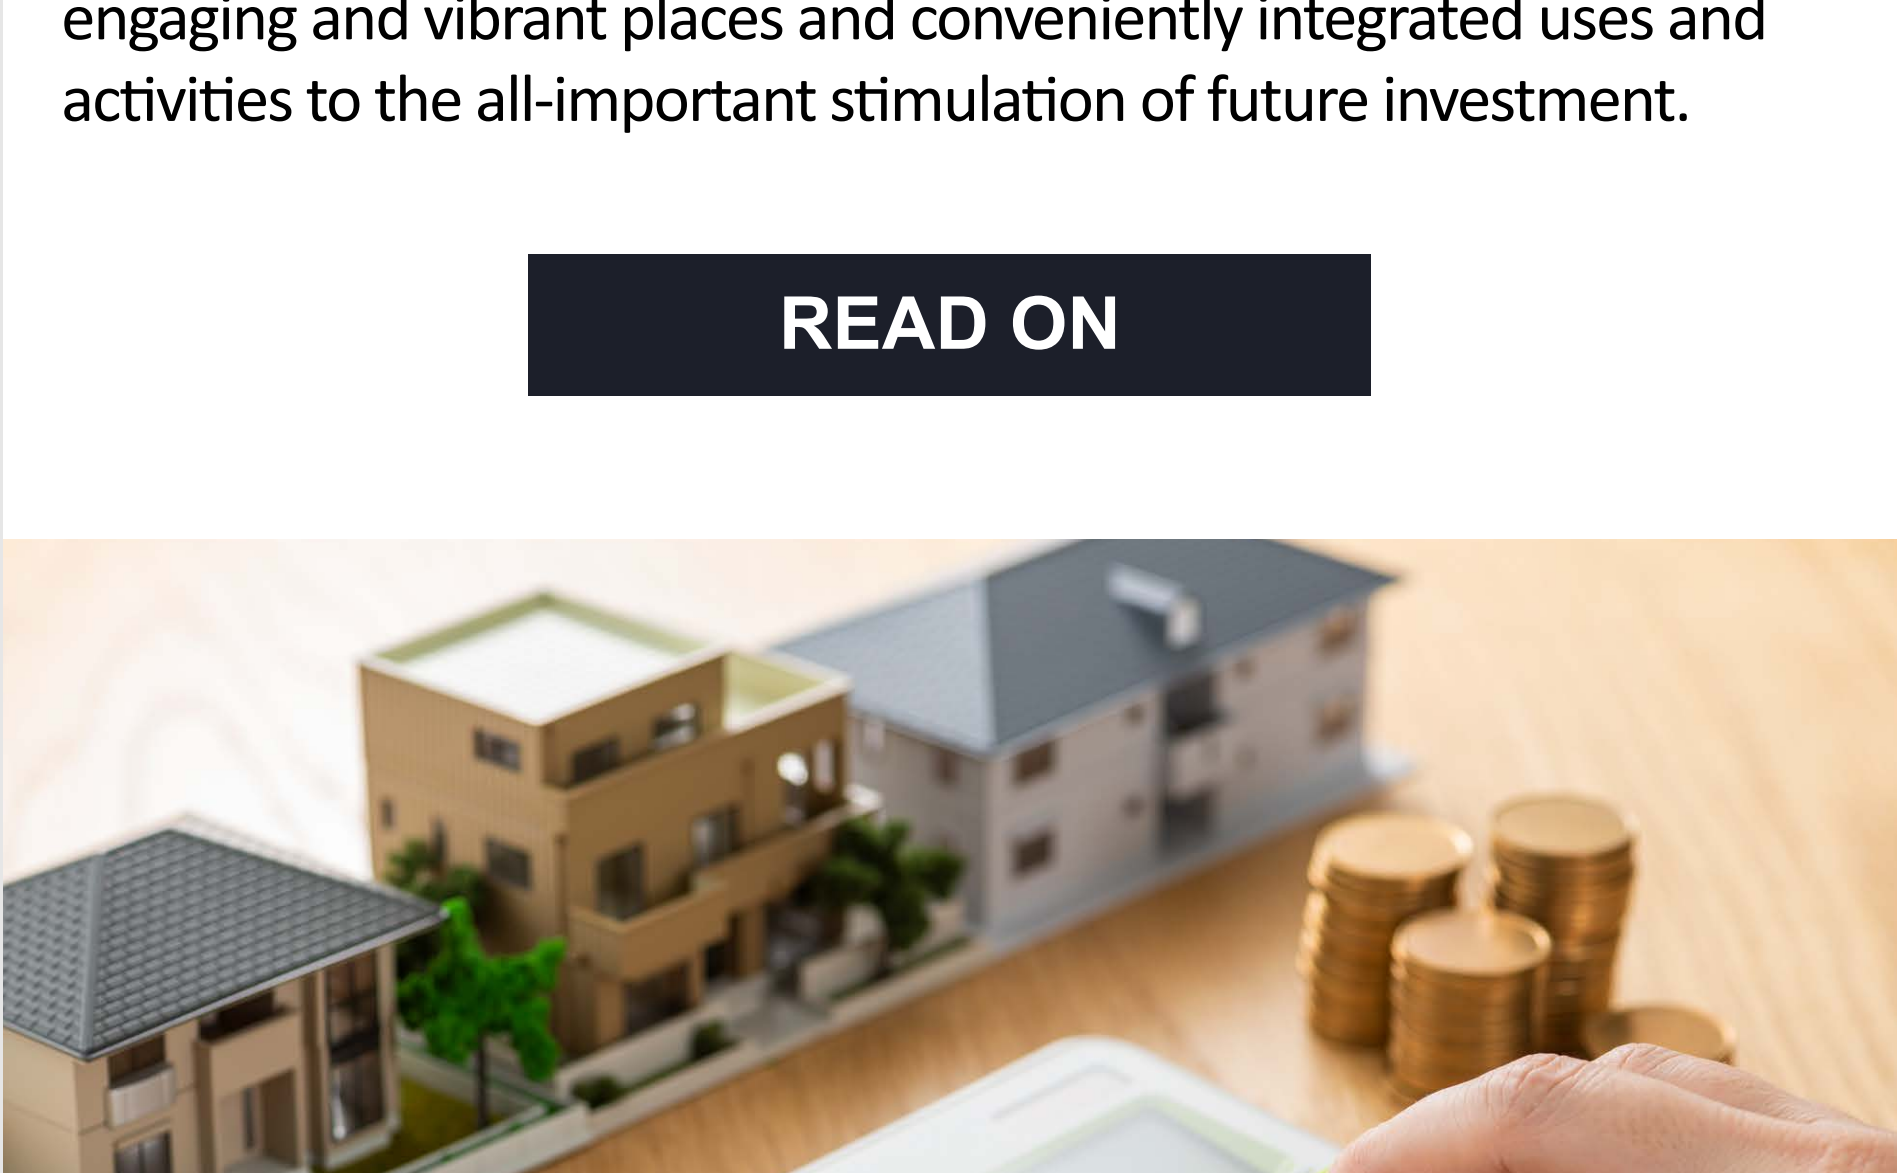 engaging and vibrant places and conveniently integrated uses and
activities to the all-important stimulation of future investment.
READ ON